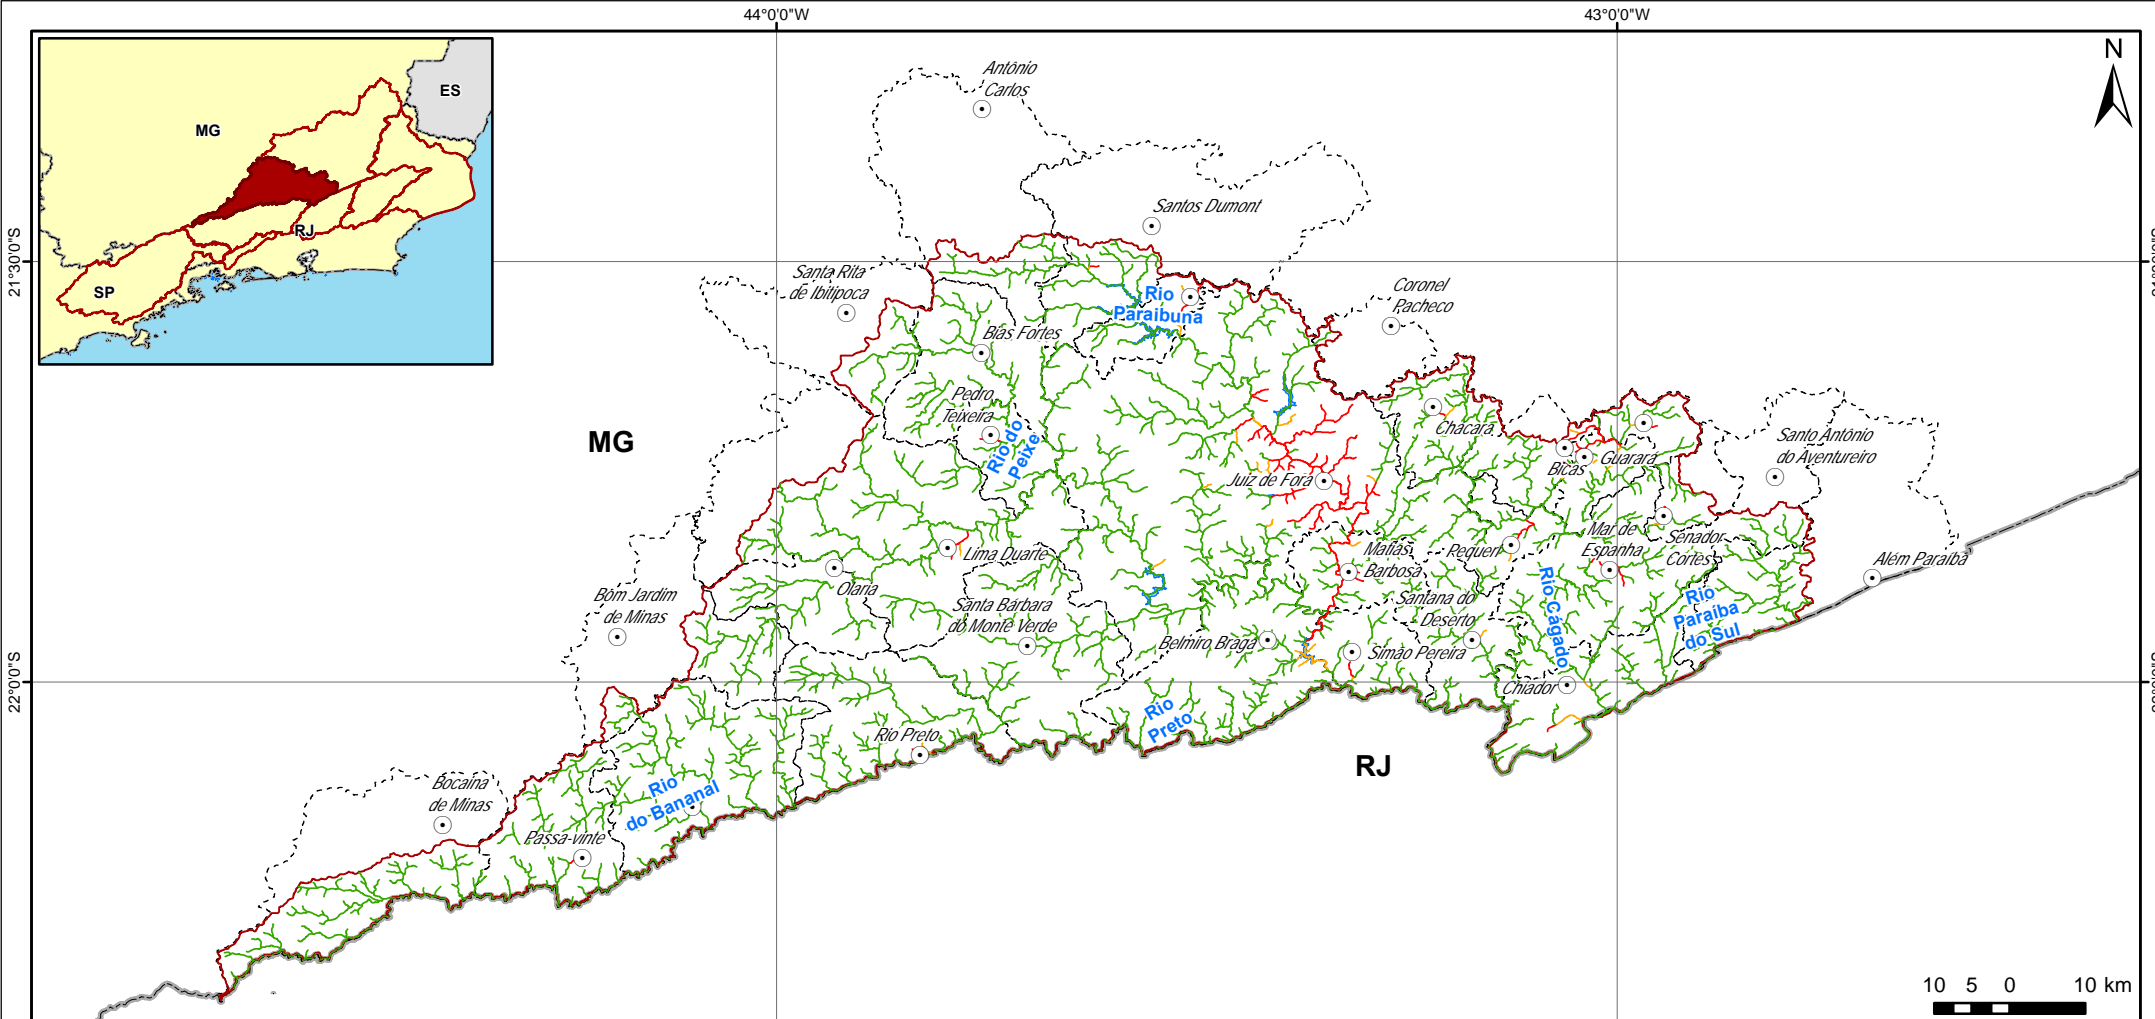 44°0'0"W
43°0'0"W
N
ES
MG
RJ
SP
21°30'0"S
22°0'0"S
Antônio
Carlos
Santos Dumont
Santa Rita
de Ibitipoca
Coronel
Pacheco
Rio
Paraibuna
Bias Fortes
Pedro
Teixeira
Rio do
Peixe
MG
Chácara
Santo Antônio
do Aventureiro
Bicas
Guarará
Juiz de Fora
Mar de
Espanha
Senador
Cortes
Lima Duarte
Matias
Barbosa
Pequeri
Além Paraíba
Olaria
Bom Jardim
de Minas
Santa Bárbara
do Monte Verde
Santana do
Deserto
Rio Cágado
Rio
Paraíba
do Sul
Belmiro Braga
Simão Pereira
Chiador
Rio
Preto
Rio Preto
RJ
Rio
do Bananal
Bocaina
de Minas
Passa-vinte
10 5 0 10 km